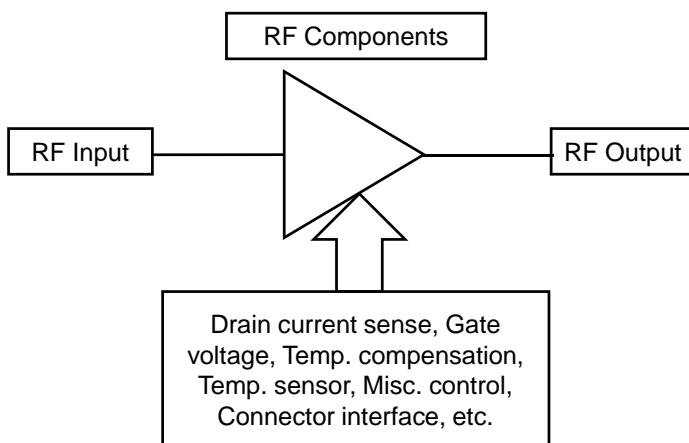 RF Components
RF Input
RF Output
Drain current sense, Gate
voltage, Temp. compensation,
Temp. sensor, Misc. control,
Connector interface, etc.